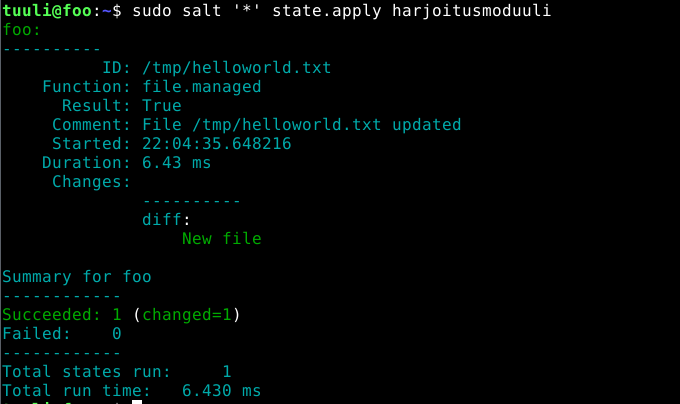 tuuli@foo:~$ sudo salt '*' state.apply harjoitusmoduuli
foo:
----------
          ID: /tmp/helloworld.txt
    Function: file.managed
      Result: True
     Comment: File /tmp/helloworld.txt updated
     Started: 22:04:35.648216
    Duration: 6.43 ms
     Changes:
              ----------
              diff:
                  New file

Summary for foo
------------
Succeeded: 1 (changed=1)
Failed:    0
------------
Total states run:     1
Total run time:   6.430 ms